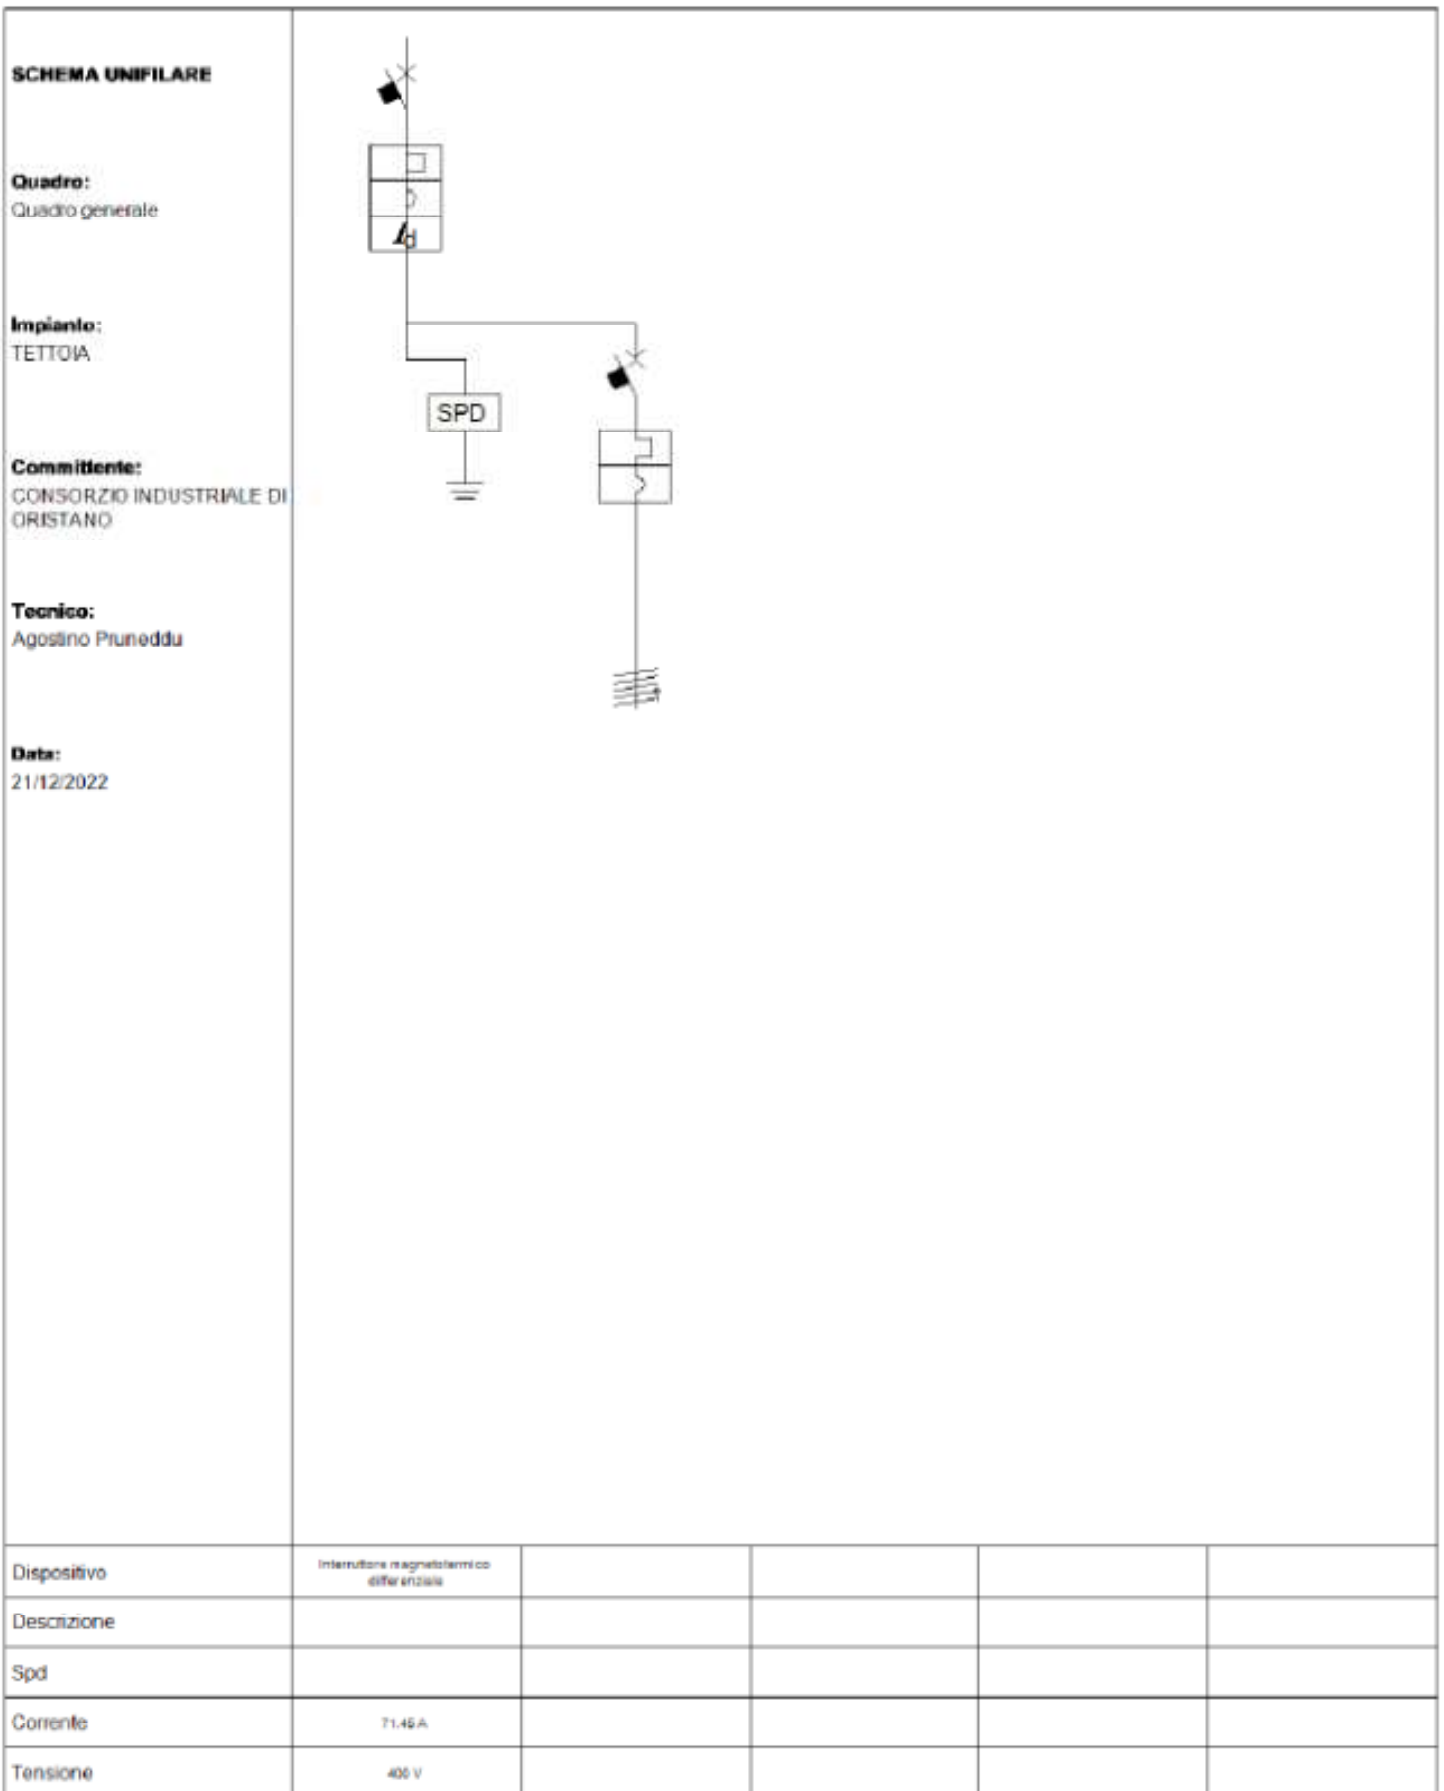 SCHEMA UNIFILARE
Quadro:
Quadro generale
Impianto:
TETTOIA
Committente:
CONSORZIO INDUSTRIALE DI
ORISTANO
Tecnico:
Agostino Pruneddu
Data:
21/12/2022
Id
SPD
Dispositivo
Interruttore magnetotermico
differenziale
Descrizione
Spd
Corrente
71.45 A
Tensione
400 V